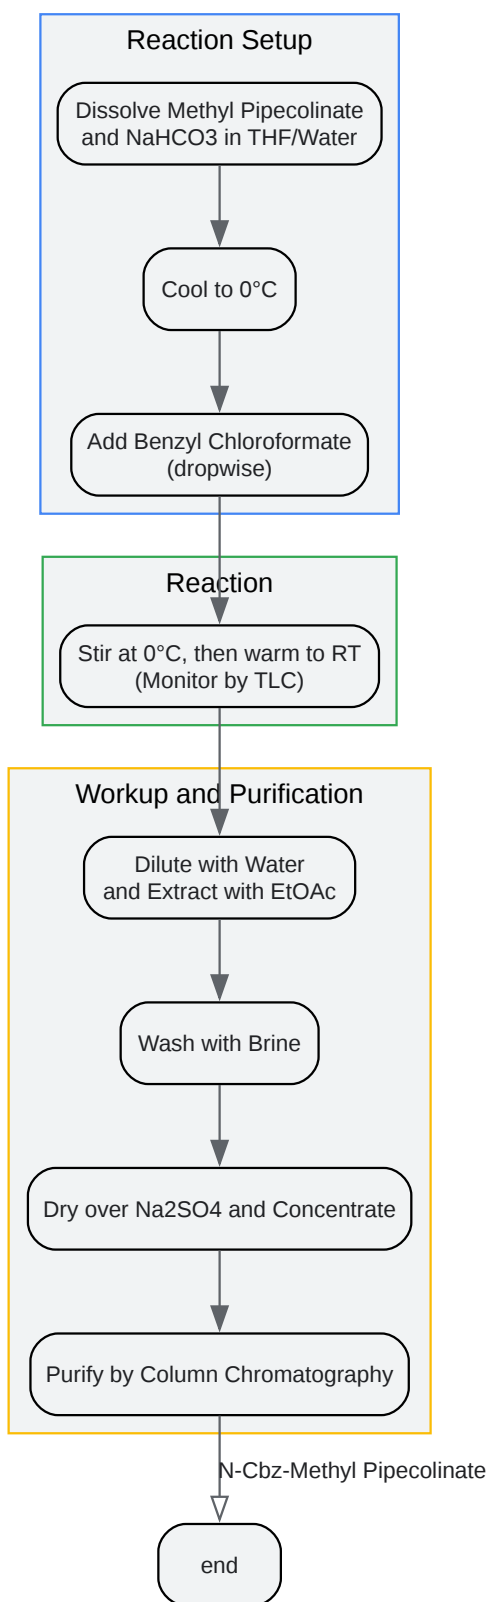 Reaction Setup
Dissolve Methyl Pipecolinate
and NaHCO3 in THF/Water
Cool to 0°C
Add Benzyl Chloroformate
(dropwise)
Reaction
Stir at 0°C, then warm to RT
(Monitor by TLC)
Workup and Purification
Dilute with Water
and Extract with EtOAc
Wash with Brine
Dry over Na2SO4 and Concentrate
Purify by Column Chromatography
N-Cbz-Methyl Pipecolinate
end